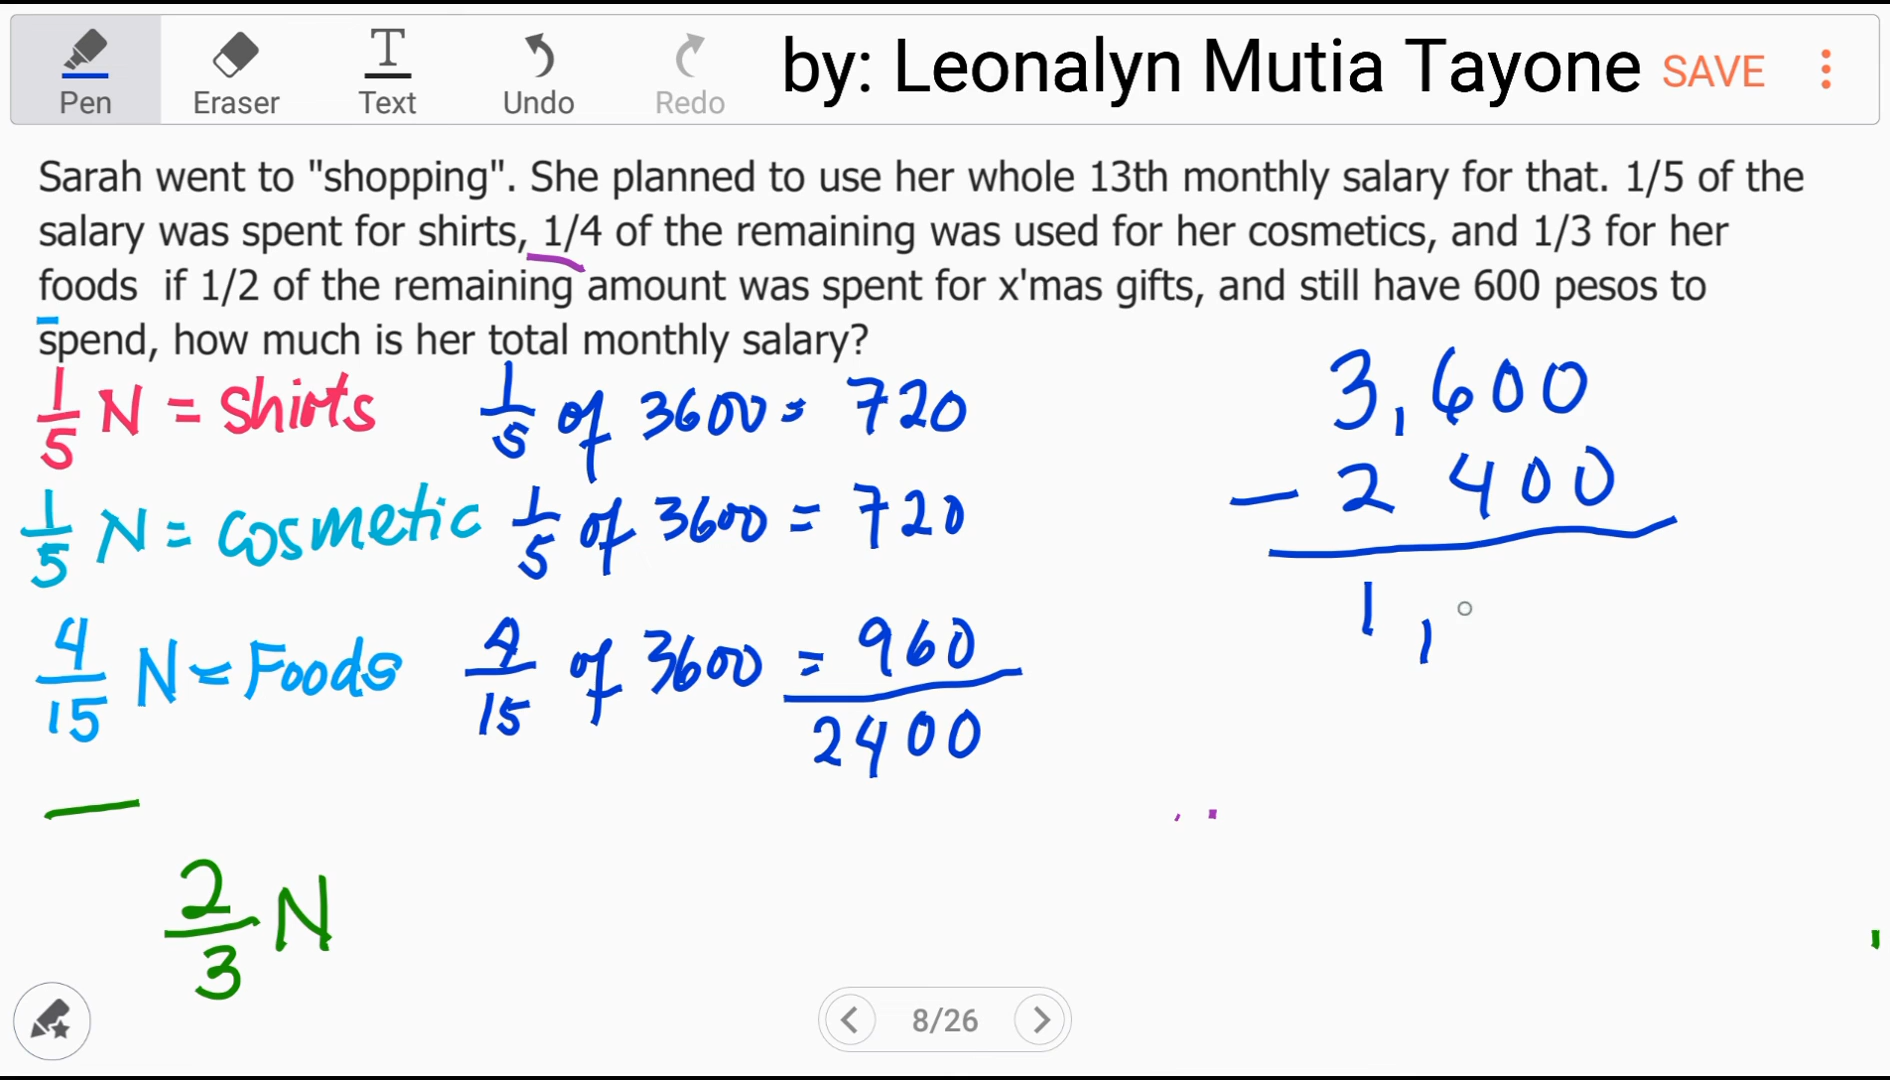 Pen Eraser Text Undo Redo by: Leonalyn Mutia Tayone SAVE
Sarah went to "shopping". She planned to use her whole 13th monthly salary for that. 1/5 of the
salary was spent for shirts, 1/4 of the remaining was used for her cosmetics, and 1/3 for her
foods if 1/2 of the remaining amount was spent for x'mas gifts, and still have 600 pesos to
spend, how much is her total monthly salary?
1/5 N = Shirts 1/5 of 3600 = 720
1/5 N = cosmetic 1/5 of 3600 = 720
4/15 N = Foods 4/15 of 3600 = 960
2400
3,600
- 2 400
1,
2/3 N
8/26